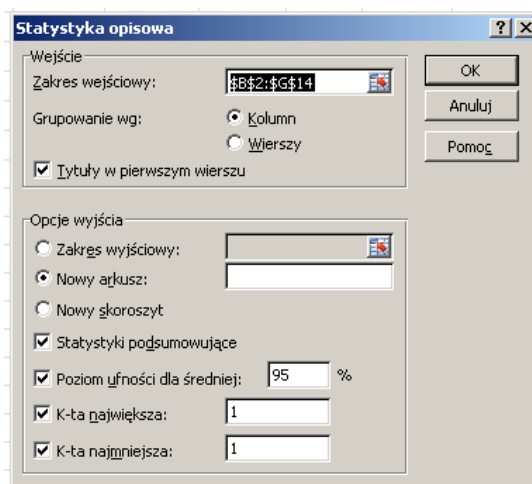 Statystyka opisowa
Wejście
Zakres wejściowy: $B$2:$G$14
Grupowanie wg: Kolumn
Wierszy
Tytuły w pierwszym wierszu
OK
Anuluj
Pomoc
Opcje wyjścia
Zakres wyjściowy:
Nowy arkusz:
Nowy skoroszyt
Statystyki podsumowujące
Poziom ufności dla średniej: 95 %
K-ta największa: 1
K-ta najmniejsza: 1